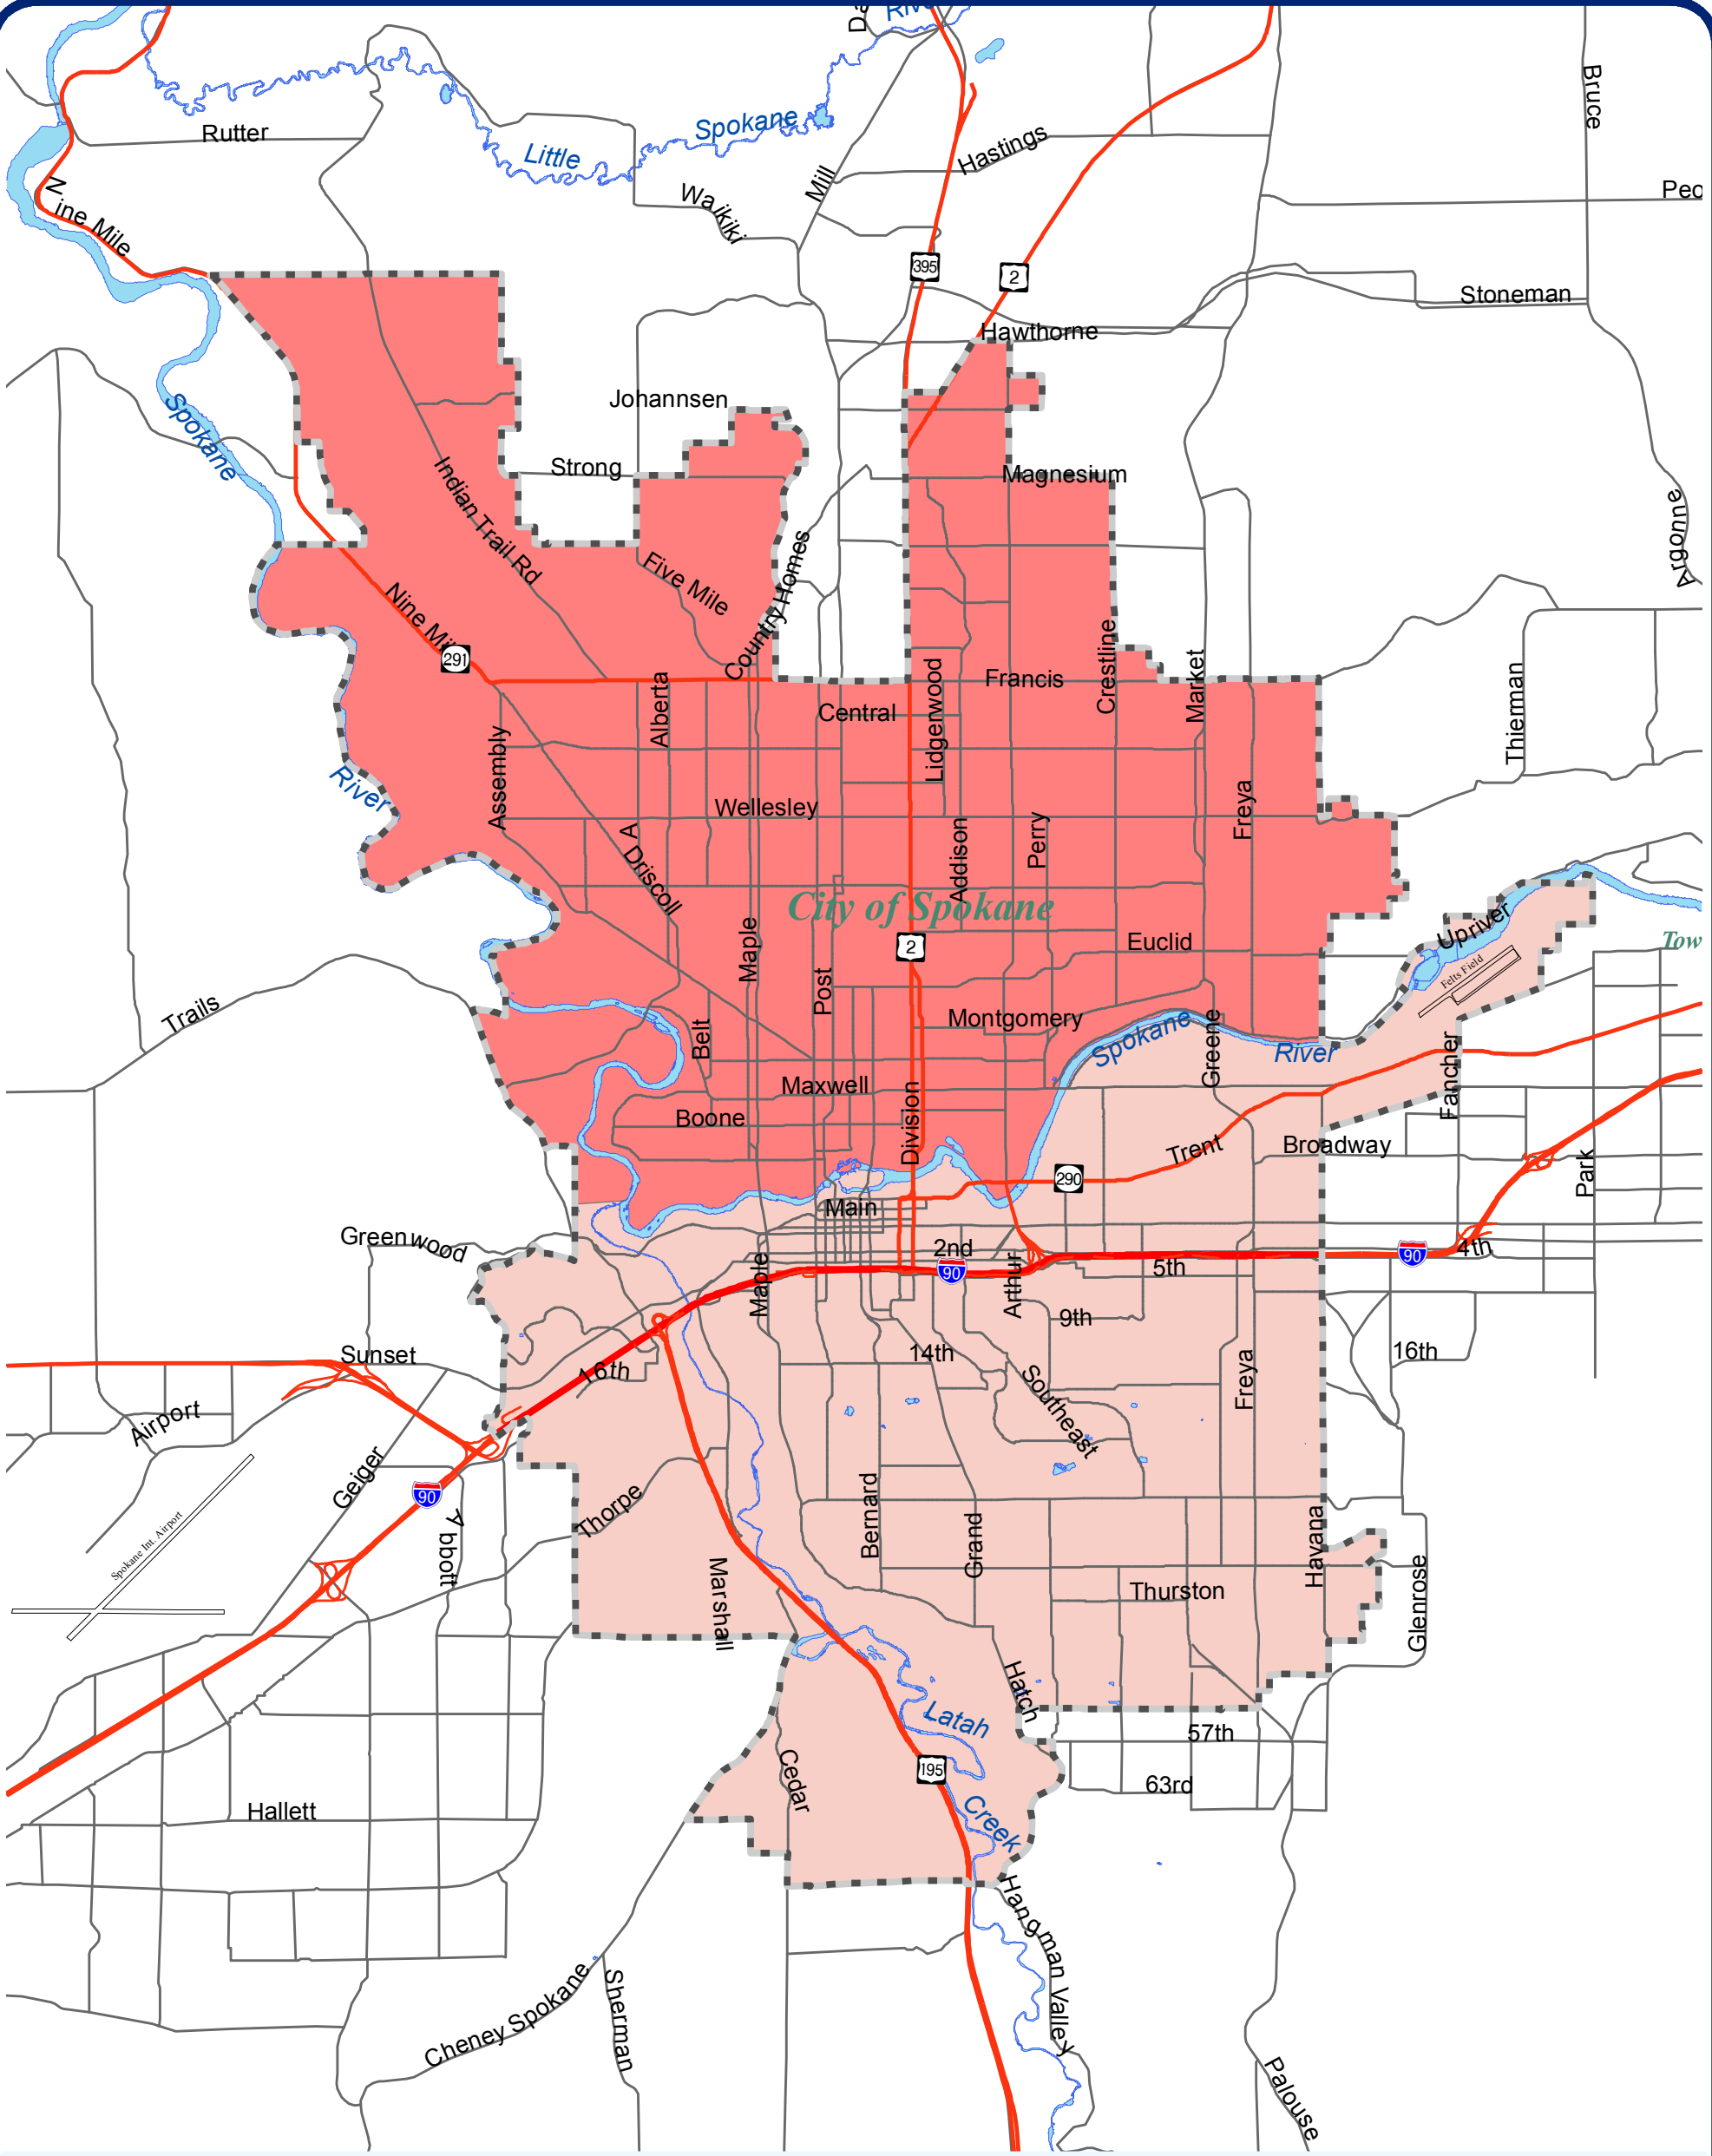 River
Da
Bruce
Rutter
Spokane
Little
Hastings
Mill
Waikiki
Peo
Nine Mile
395
2
Stoneman
Hawthorne
Johannsen
Spokane
Strong
Indian Trail Rd
Magnesium
Argonne
Five Mile
Country Homes
Nine Mile
291
Francis
Crestline
Market
Alberta
Lidgerwood
Central
Thieman
Assembly
River
Wellesley
Freya
A
Driscoll
Addison
Perry
City of Spokane
Maple
2
Euclid
Upriver
Tow
Felts Field
Post
Trails
Montgomery
Belt
Spokane
River
Greene
Fancher
Maxwell
Boone
Division
Trent
Broadway
Park
290
Main
Greenwood
2nd
90
Arthur
5th
90
4th
Maple
9th
14th
16th
Sunset
16th
Southeast
Freya
Airport
Geiger
90
Abbott
Spokane Int. Airport
Thorpe
Bernard
Grand
Havana
Marshall
Thurston
Glenrose
Hatch
Latah
57th
195
Cedar
63rd
Creek
Hallett
Hangman Valley
Cheney Spokane
Sherman
Palouse